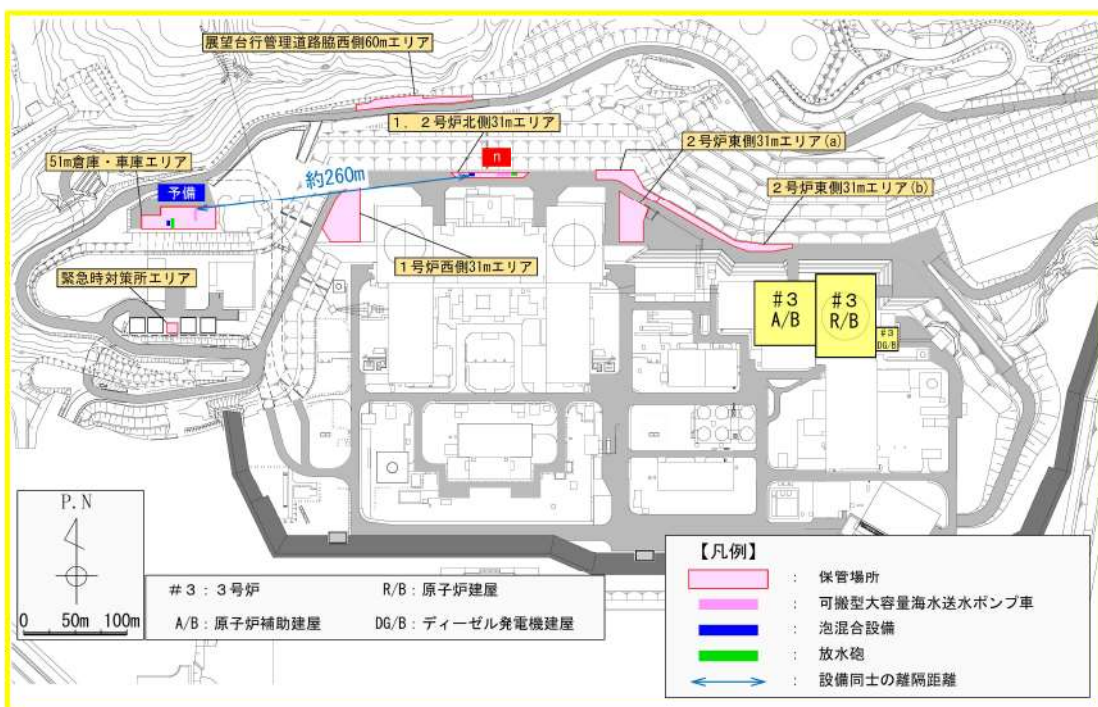 展望台行管理道路脇西側60mエリア
1.2号炉北側31mエリア
n
2号炉東側31mエリア(a)
51m倉庫・車庫エリア
約260m
2号炉東側31mエリア(b)
予備
1号炉西側31mエリア
緊急時対策所エリア
#3
A/B
#3
R/B
#3
DG/B
P.N
0 50m 100m
#3:3号炉
R/B:原子炉建屋
A/B:原子炉補助建屋
DG/B:ディーゼル発電機建屋
【凡例】
: 保管場所
: 可搬型大容量海水送水ポンプ車
: 泡混合設備
: 放水砲
: 設備同士の離隔距離